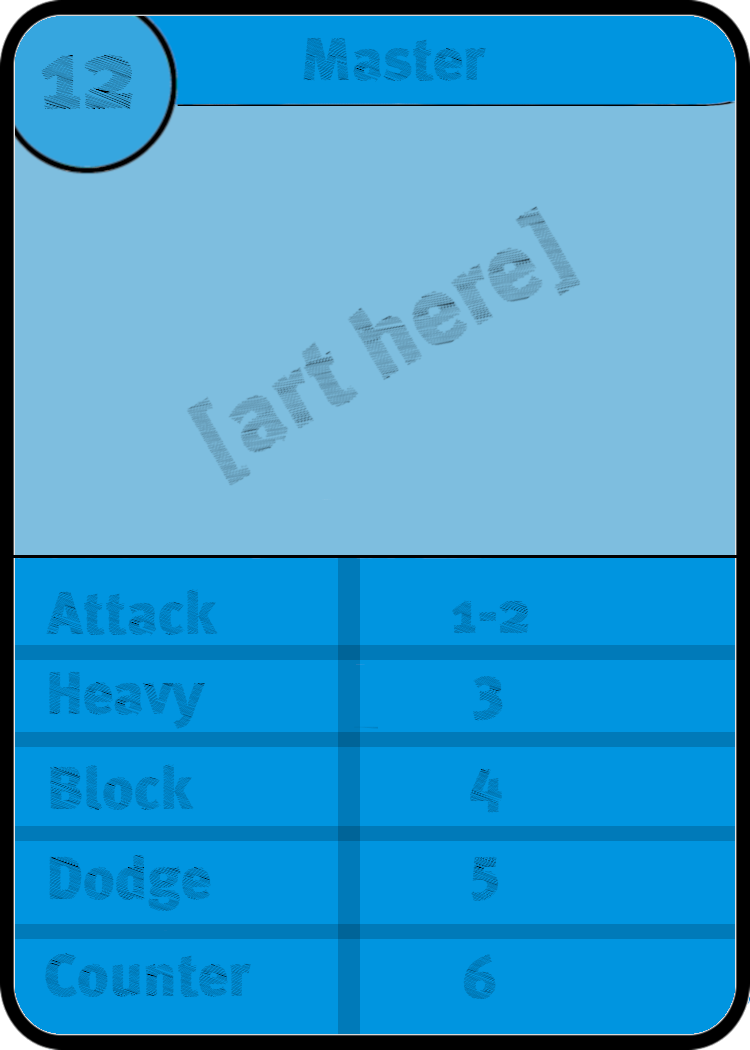 12
Master
[art here]
Attack 1-2
Heavy 3
Block 4
Dodge 5
Counter 6